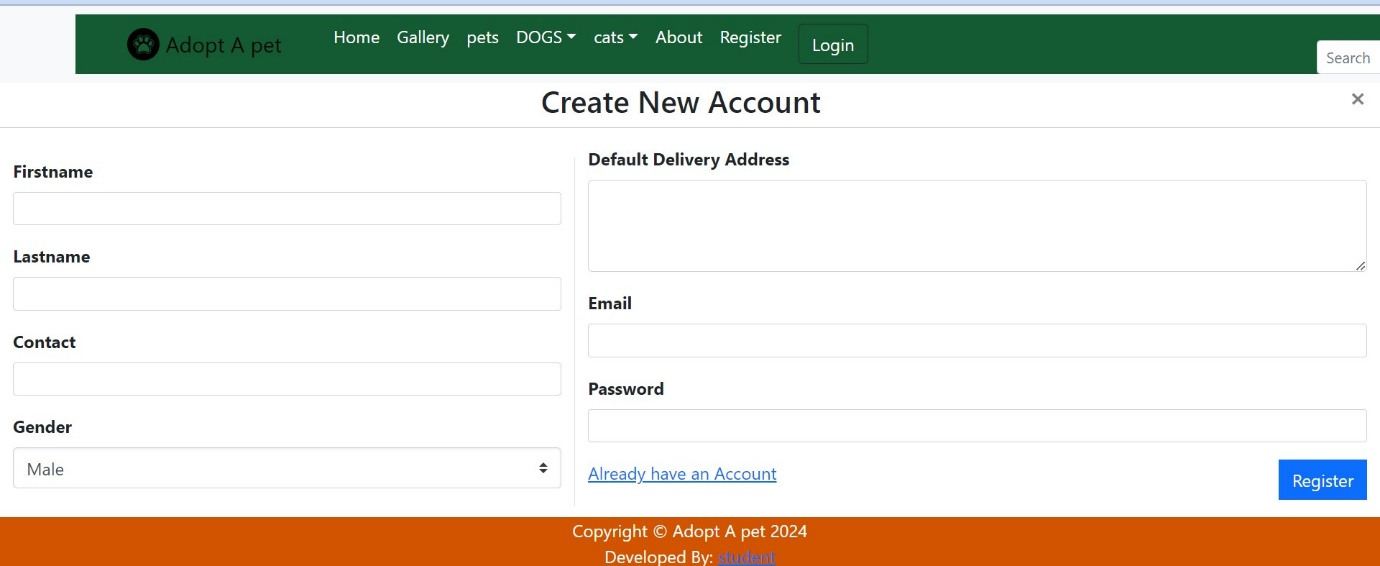 Adopt A pet Home Gallery pets DOGS cats About Register Login Search
Create New Account ×
Firstname
Lastname
Contact
Gender
Male
Default Delivery Address
Email
Password
Already have an Account Register
Copyright © Adopt A pet 2024
Developed By: student